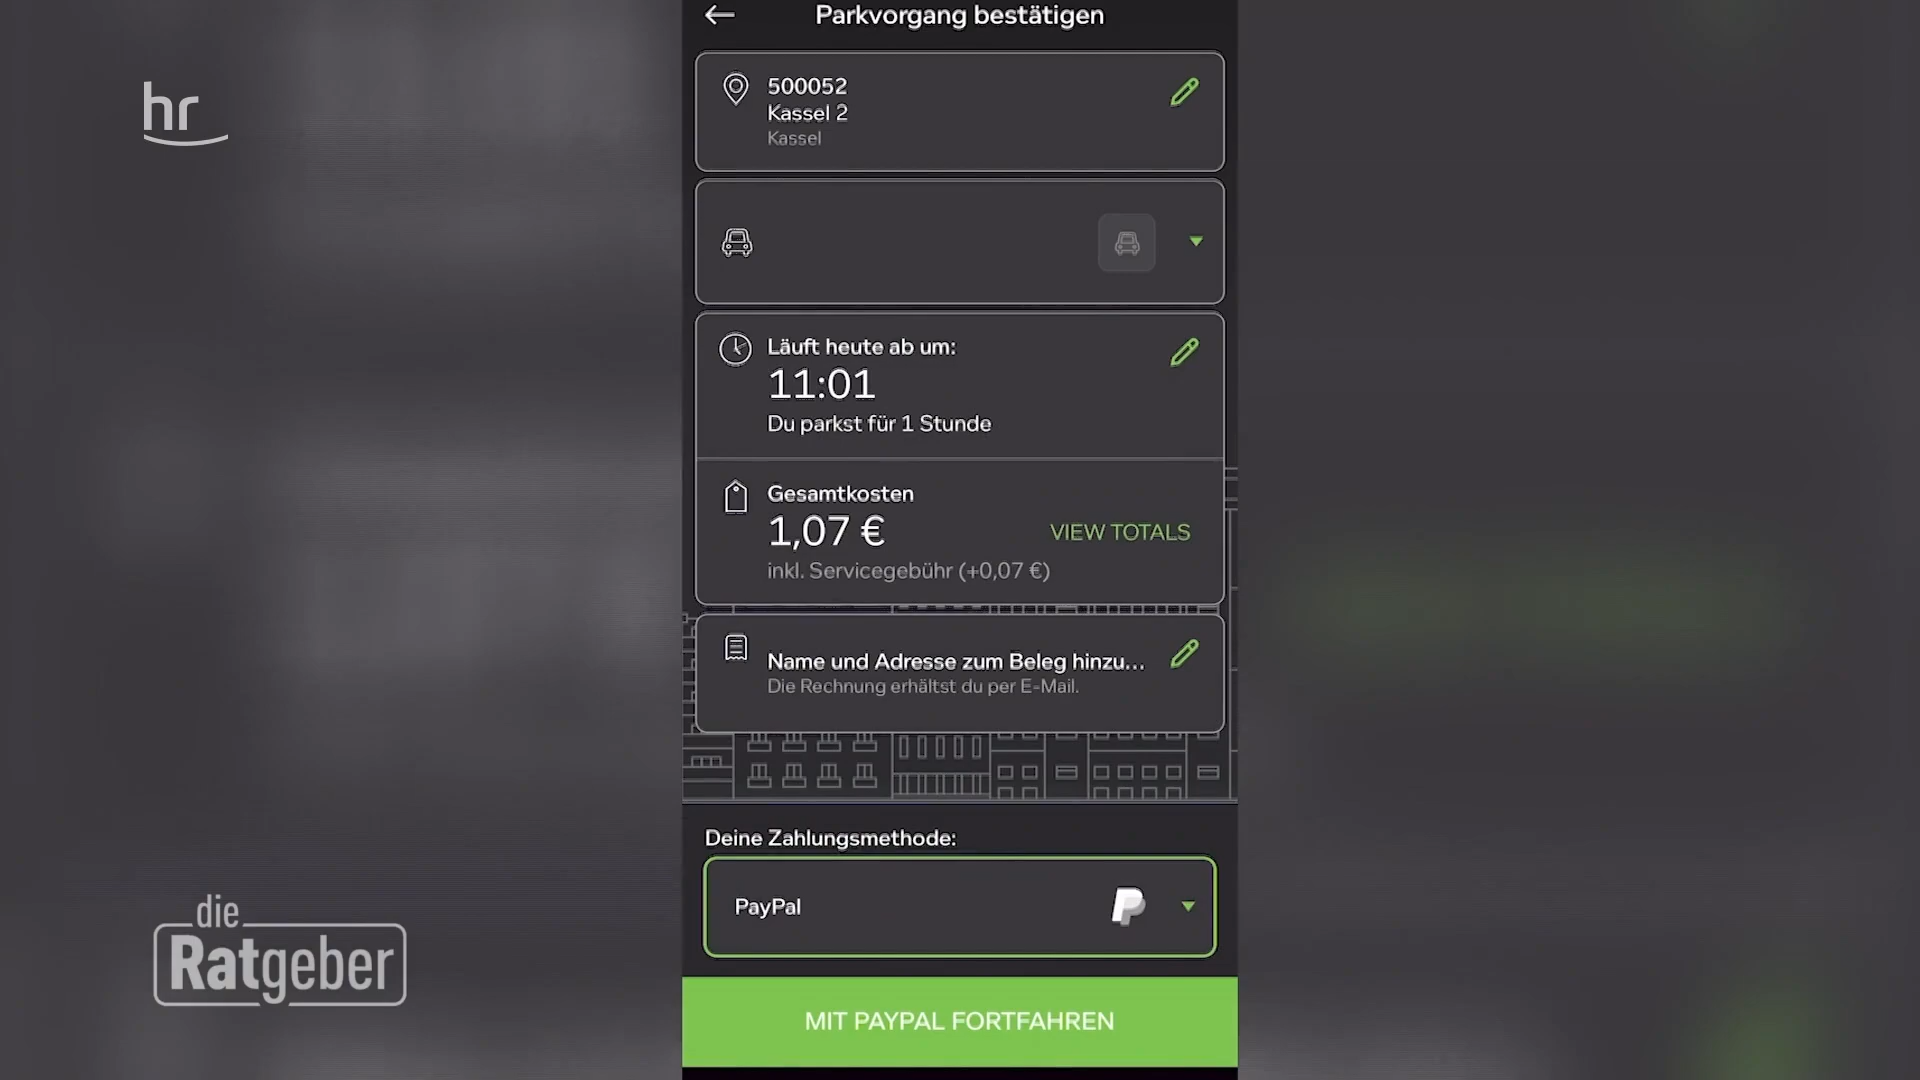 Parkvorgang bestätigen
hr
500052
Kassel 2
Kassel
Läuft heute ab um:
11:01
Du parkst für 1 Stunde
Gesamtkosten
1,07 €
VIEW TOTALS
inkl. Servicegebühr (+0,07 €)
Name und Adresse zum Beleg hinzu...
Die Rechnung erhältst du per E-Mail.
Deine Zahlungsmethode:
PayPal
MIT PAYPAL FORTFAHREN
die
Ratgeber